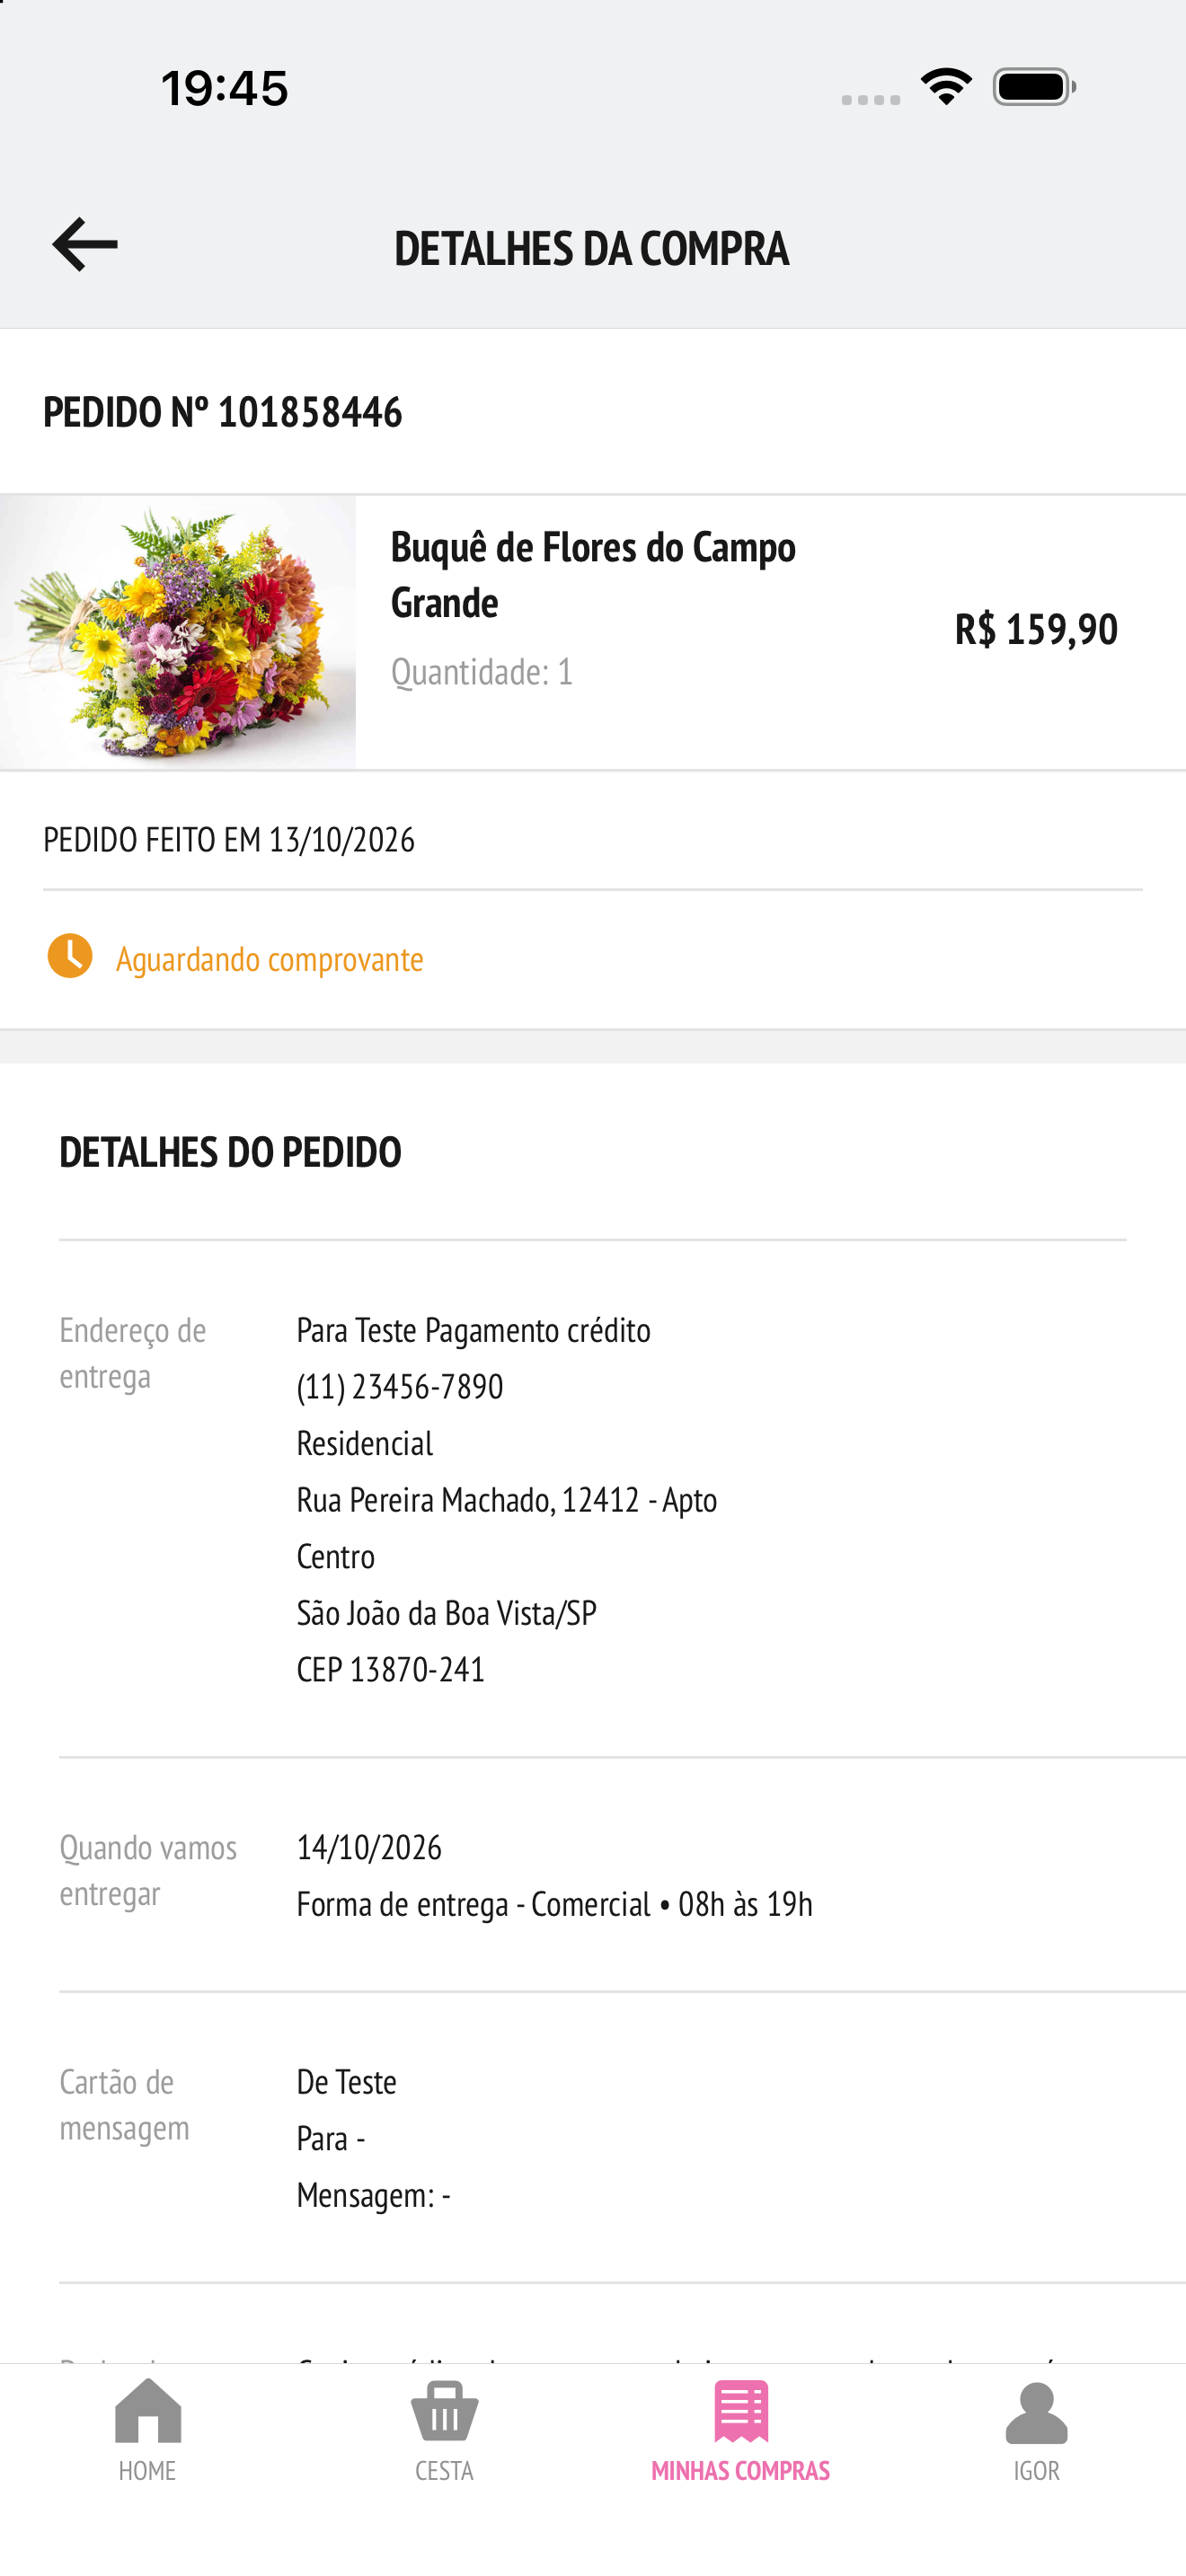 19:45
DETALHES DA COMPRA
PEDIDO Nº 101858446
Buquê de Flores do Campo
Grande
R$ 159,90
Quantidade: 1
PEDIDO FEITO EM 13/10/2026
Aguardando comprovante
DETALHES DO PEDIDO
Endereço de
entrega
Para Teste Pagamento crédito
(11) 23456-7890
Residencial
Rua Pereira Machado, 12412 - Apto
Centro
São João da Boa Vista/SP
CEP 13870-241
Quando vamos
entregar
14/10/2026
Forma de entrega - Comercial • 08h às 19h
Cartão de
mensagem
De Teste
Para -
Mensagem: -
HOME
CESTA
MINHAS COMPRAS
IGOR